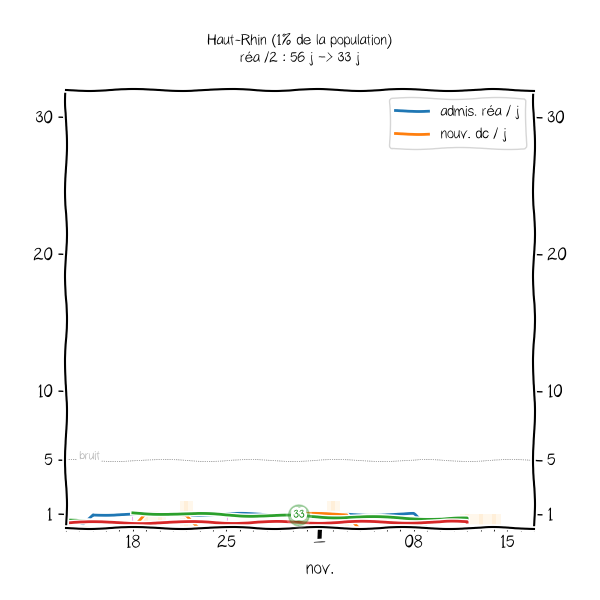 Haut-Rhin (1% de la population)
réa /2 : 56 j -> 33 j
admis. réa / j
nouv. dc / j
30
30
20
20
10
10
5
bruit
5
1
33
1
18
25
1
08
15
nov.